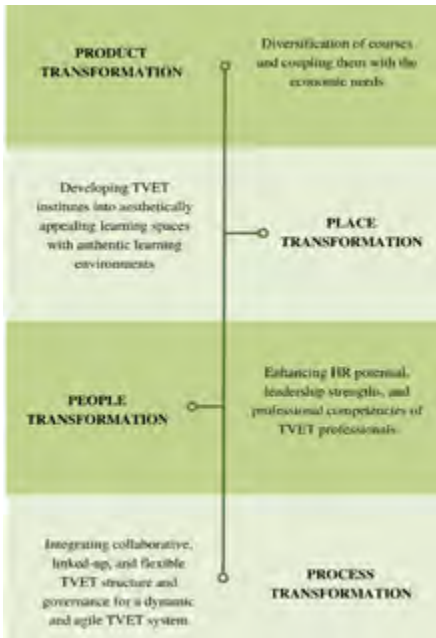 PRODUCT
TRANSFORMATION
Diversification of courses
and coupling them with the
economic needs
Developing TVET
institutes into aesthetically
appealing learning spaces
with authentic learning
environments
PLACE
TRANSFORMATION
PEOPLE
TRANSFORMATION
Enhancing HR potential,
leadership strengths, and
professional competencies of
TVET professionals
Integrating collaborative,
linked-up, and flexible
TVET structure and
governance for a dynamic
and agile TVET system
PROCESS
TRANSFORMATION